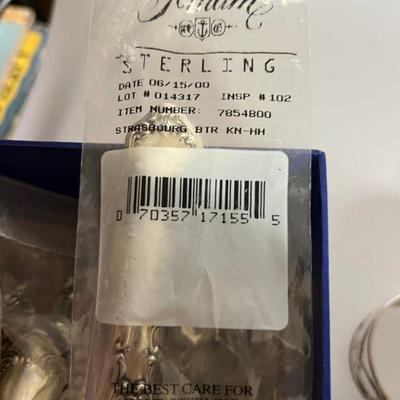 Gorham
STERLING
DATE 06/15/00
LOT # 014317 INSP # 102
ITEM NUMBER: 7854800
STRASBOURG BTR KN-HH
0 70357 17155 5
THE BEST CARE FOR